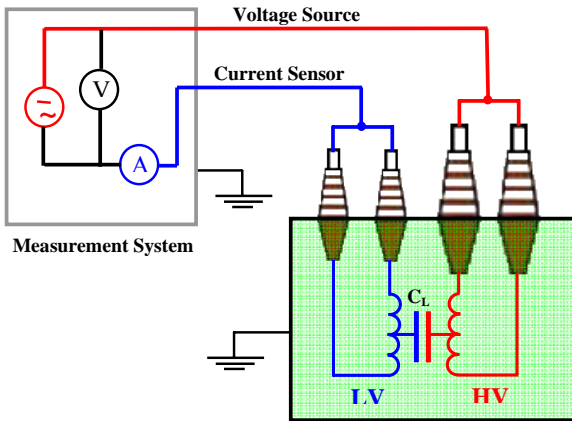 Voltage Source
V
Current Sensor
A
Measurement System
C_L
LV
HV